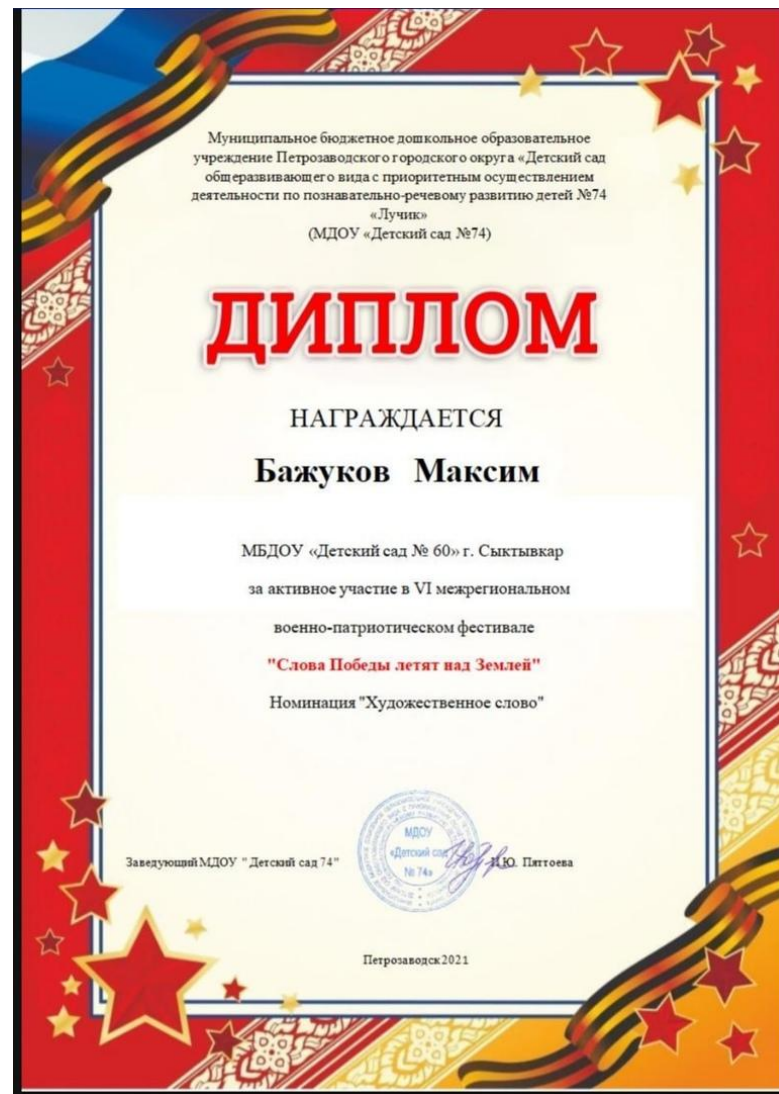 Муниципальное бюджетное дошкольное образовательное
учреждение Петрозаводского городского округа «Детский сад
общеразвивающего вида с приоритетным осуществлением
деятельности по познавательно-речевому развитию детей №74
«Лучик»
(МДОУ «Детский сад №74)
ДИПЛОМ
НАГРАЖДАЕТСЯ
Бажуков Максим
МБДОУ «Детский сад № 60» г. Сыктывкар
за активное участие в VI межрегиональном
военно-патриотическом фестивале
"Слова Победы летят над Землей"
Номинация "Художественное слово"
МДОУ
«Детский сад
№ 74»
Заведующий МДОУ " Детский сад 74" И.Ю. Пяттоева
Петрозаводск 2021